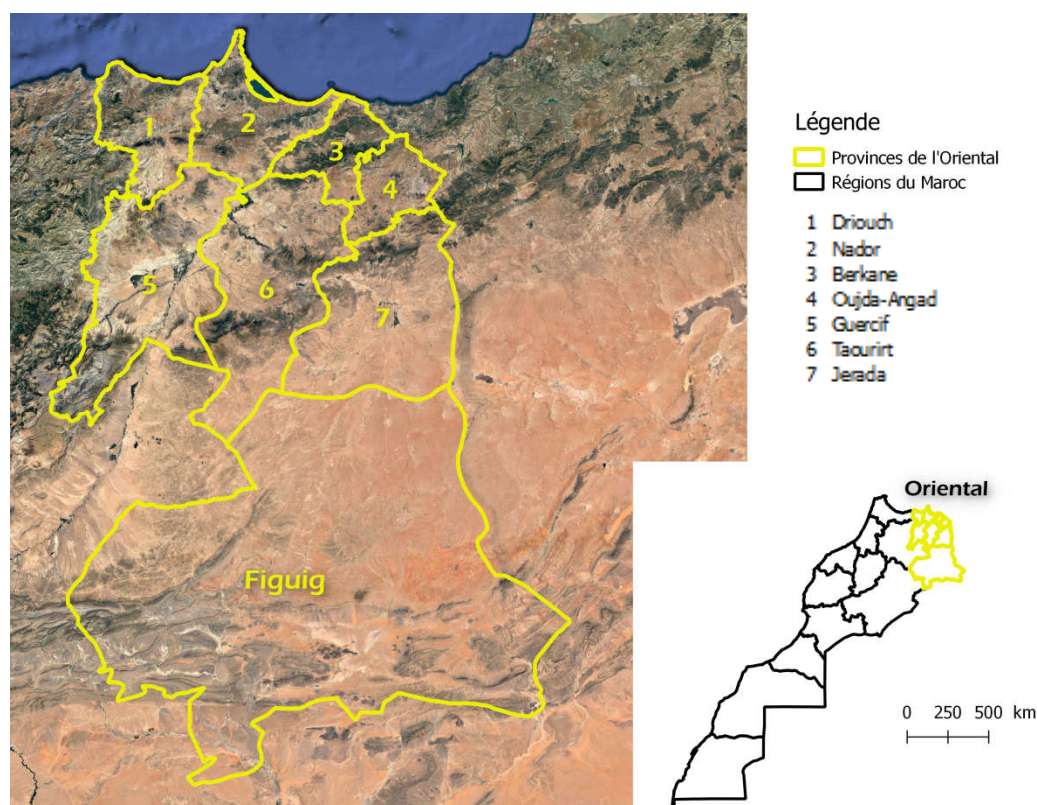 1
2
3
4
5
6
7
Figuig
Légende
Provinces de l'Oriental
Régions du Maroc
1 Driouch
2 Nador
3 Berkane
4 Oujda-Angad
5 Guercif
6 Taourirt
7 Jerada
Oriental
0 250 500 km